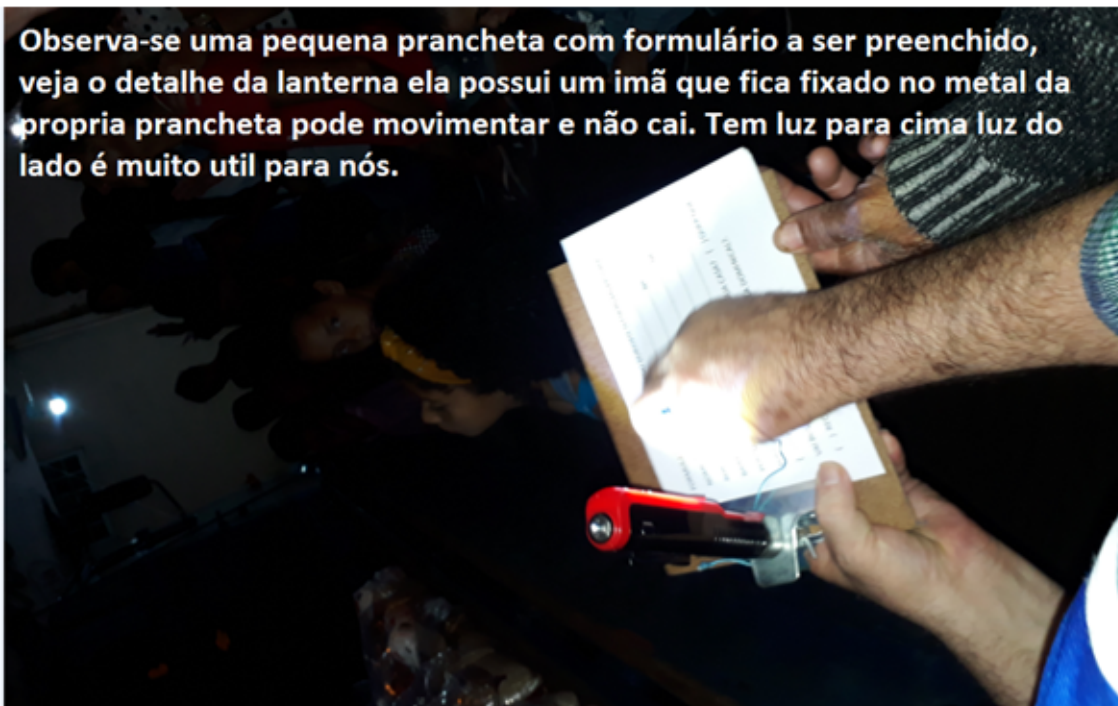 Observa-se uma pequena prancheta com formulário a ser preenchido,
veja o detalhe da lanterna ela possui um imã que fica fixado no metal da
propria prancheta pode movimentar e não cai. Tem luz para cima luz do
lado é muito util para nós.